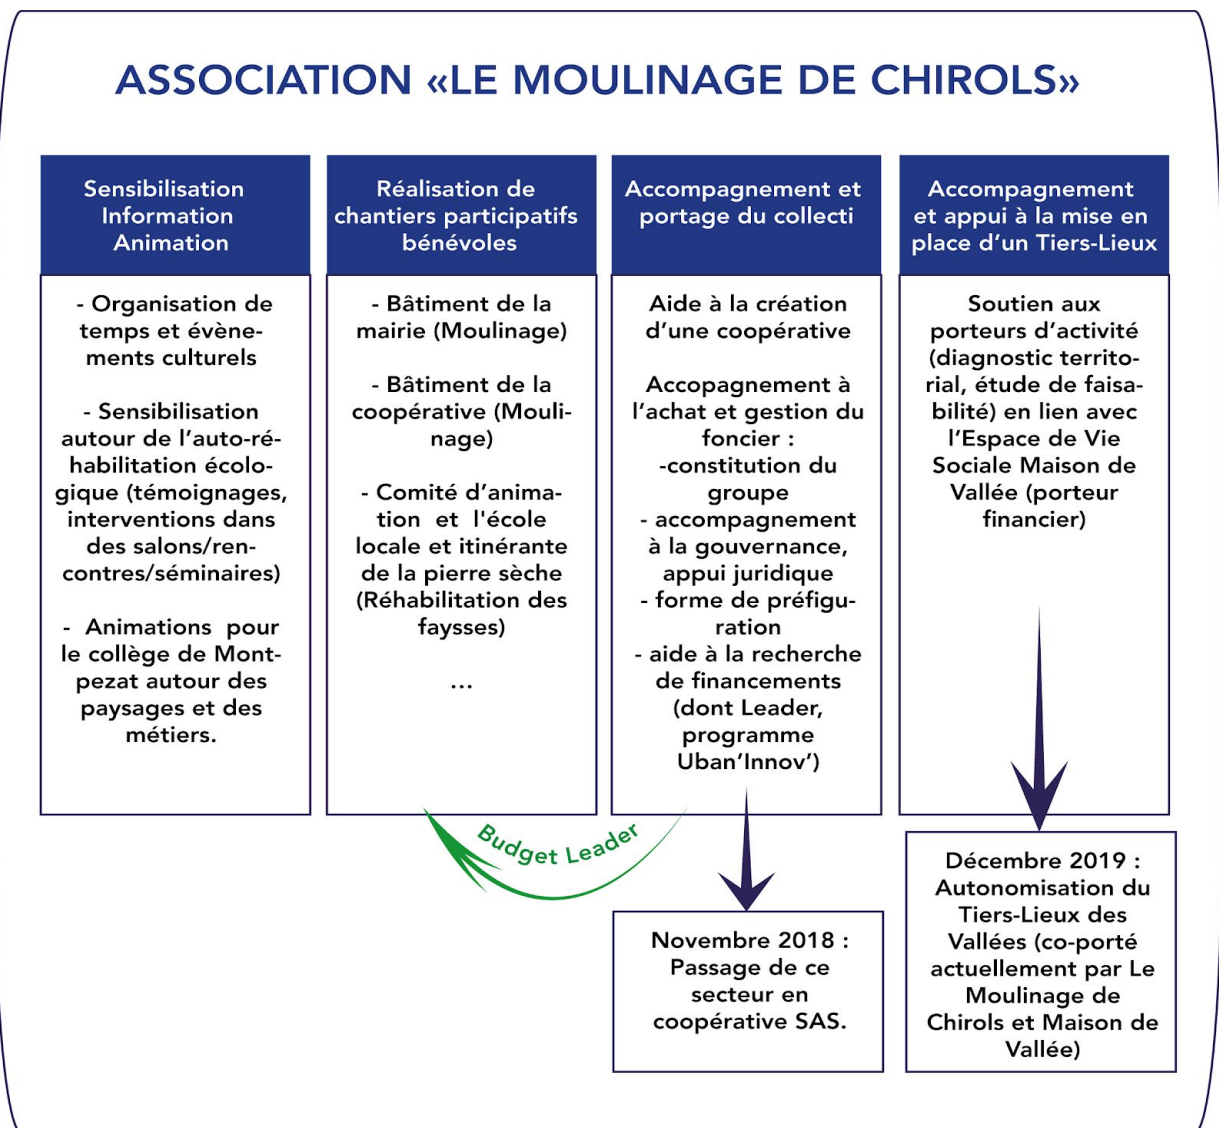 ASSOCIATION «LE MOULINAGE DE CHIROLS»
Sensibilisation
Information
Animation
- Organisation de
temps et évène-
ments culturels
- Sensibilisation
autour de l'auto-ré-
habilitation écolo-
gique (témoignages,
interventions dans
des salons/ren-
contres/séminaires)
- Animations pour
le collège de Mont-
pezat autour des
paysages et des
métiers.
Réalisation de
chantiers participatifs
bénévoles
- Bâtiment de la
mairie (Moulinage)
- Bâtiment de la
coopérative (Mouli-
nage)
- Comité d'anima-
tion et l'école
locale et itinérante
de la pierre sèche
(Réhabilitation des
faysses)
...
Accompagnement et
portage du collecti
Aide à la création
d'une coopérative
Accopagnement à
l'achat et gestion du
foncier :
-constitution du
groupe
- accompagnement
à la gouvernance,
appui juridique
- forme de préfigu-
ration
- aide à la recherche
de financements
(dont Leader,
programme
Uban'Innov')
Accompagnement
et appui à la mise en
place d'un Tiers-Lieux
Soutien aux
porteurs d'activité
(diagnostic territo-
rial, étude de faisa-
bilité) en lien avec
l'Espace de Vie
Sociale Maison de
Vallée (porteur
financier)
Budget Leader
Novembre 2018 :
Passage de ce
secteur en
coopérative SAS.
Décembre 2019 :
Autonomisation du
Tiers-Lieux des
Vallées (co-porté
actuellement par Le
Moulinage de
Chirols et Maison de
Vallée)